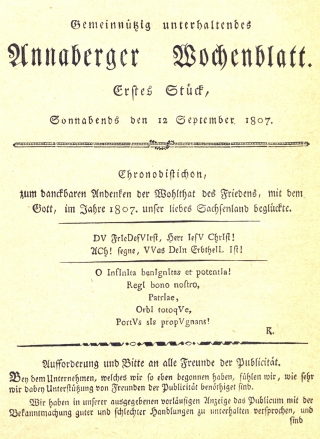 Gemeinnützig unterhaltendes
Annaberger Wochenblatt.
Erstes Stück,
Sonnabends den 12 September 1807.
Chronodistichon,
zum danckbaren Andenken der Wohlthat des Friedens, mit dem
Gott, im Jahre 1807. unser liebes Sachsenland beglückte.
DV FrIeDefVIrst, Herr IesV ChrIst!
ACh! segne, VVas DeIn ErbtheIL Ist!
O InfInIta benIgnItas et potentIa!
RegI bono nostro,
PatrIae,
OrbI totoqVe,
PortVs sIs propVgnans!
K.
Aufforderung und Bitte an alle Freunde der Publicität.
Bey dem Unternehmen, welches wir so eben begonnen haben, fühlen wir, wie sehr
wir dabey Unterstützung von Freunden der Publicität benöthiget sind.
Wir haben in unserer ausgegebenen vorläufigen Anzeige das Publicum mit der
Bekanntmachung guter und schlechter Handlungen zu unterhalten versprochen, und
sind